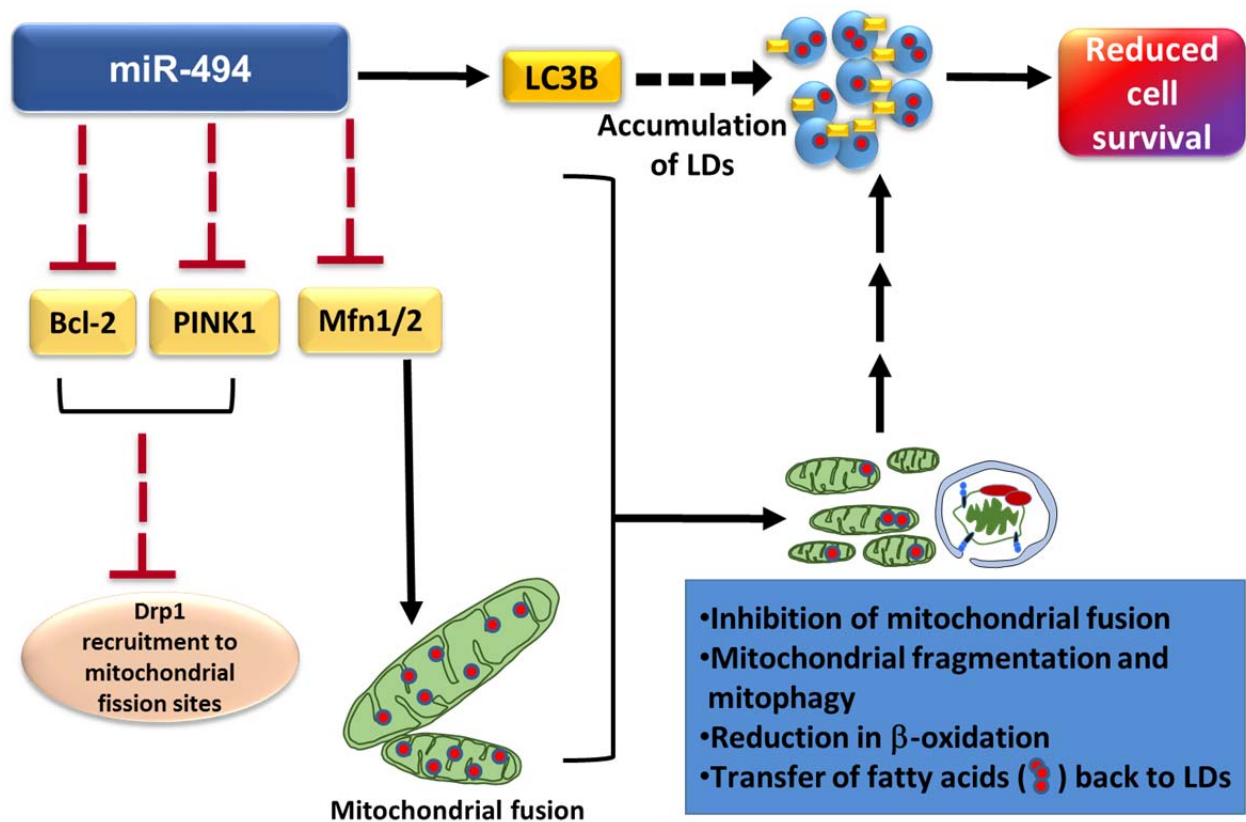 miR-494
LC3B
Accumulation
of LDs
Reduced
cell
survival
Bcl-2
PINK1
Mfn1/2
Drp1
recruitment to
mitochondrial
fission sites
Mitochondrial fusion
•Inhibition of mitochondrial fusion
•Mitochondrial fragmentation and
mitophagy
•Reduction in β-oxidation
•Transfer of fatty acids ( ) back to LDs